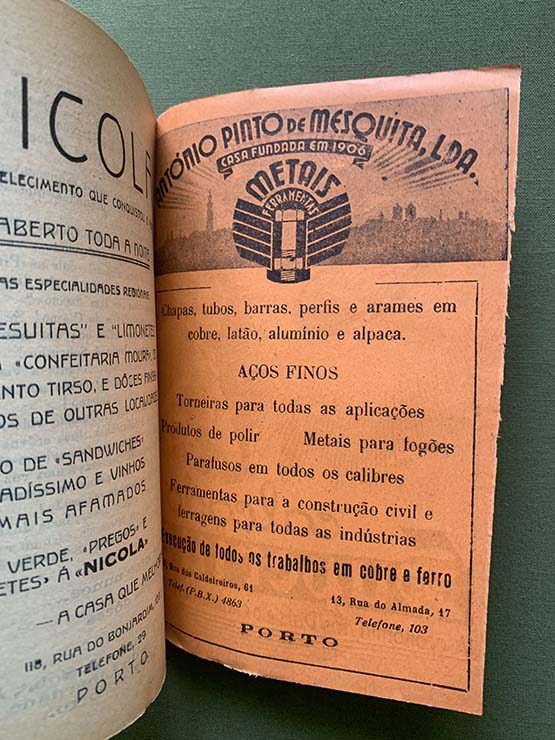 ICOLA
ELECIMENTO QUE CONQUISTOU
ABERTO TODA A NOITE
AS ESPECIALIDADES REGIONAIS:
ESUITAS" E "LIMONETES
«CONFEITARIA MOURA», D
NTO TIRSO, E DÔCES FINÍSS
OS DE OUTRAS LOCALIDADE
O DE «SANDWICHES»
ADÍSSIMO E VINHOS
MAIS AFAMADOS
VERDE, «PREGOS» E
ETES» Á «NICOLA»
— A CASA QUE MELHOR
118, RUA DO BONJARDIM,
TELEFONE, 29
PORTO
ANTÓNIO PINTO DE MESQUITA, LDA.
CASA FUNDADA EM 1906
METAIS
FERRAMENTAS
Chapas, tubos, barras, perfis e arames em
cobre, latão, alumínio e alpaca.
AÇOS FINOS
Torneiras para todas as aplicações
Produtos de polir Metais para fogões
Parafusos em todos os calibres
Ferramentas para a construção civil e
ferragens para todas as indústrias
Execução de todos os trabalhos em cobre e ferro
Rua dos Caldeireiros, 61 13, Rua do Almada, 17
Telef. (P.B.X.) 4863 Telefone, 103
PORTO